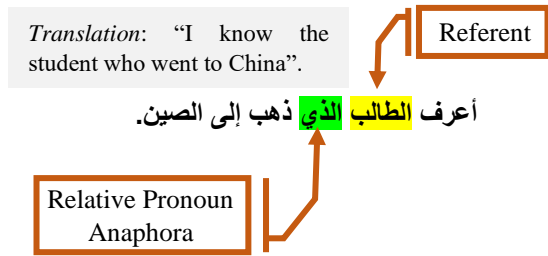 Translation: “I know the
student who went to China”.
Referent
أعرف الطالب الذي ذهب إلى الصين.
Relative Pronoun
Anaphora